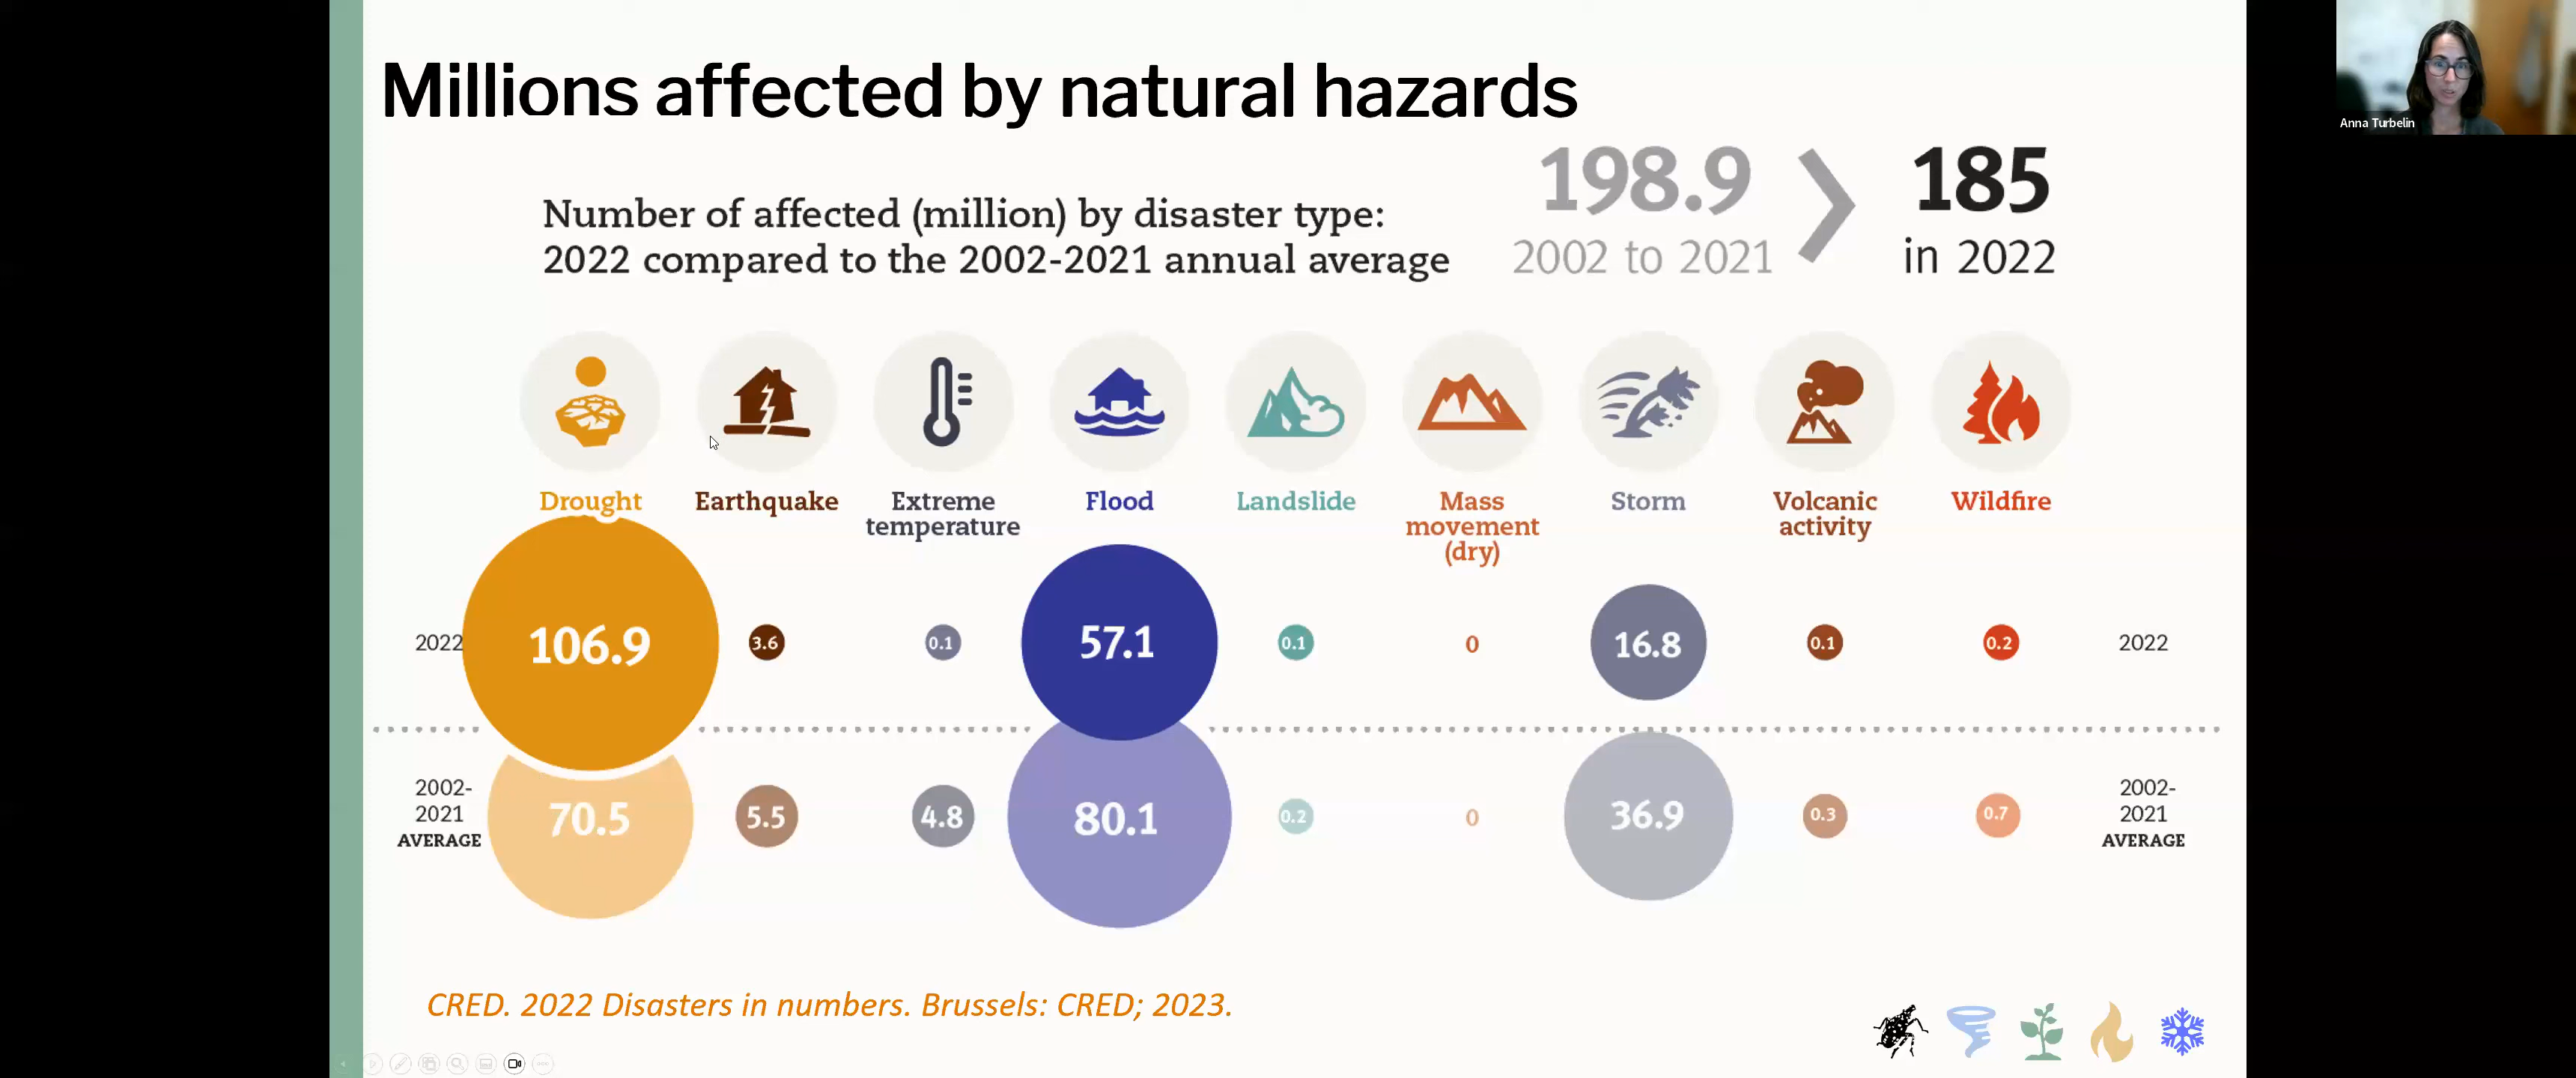 Millions affected by natural hazards
Anna Turbelin
Number of affected (million) by disaster type:
2022 compared to the 2002-2021 annual average
198.9
2002 to 2021
185
in 2022
Drought
Earthquake
Extreme
temperature
Flood
Landslide
Mass
movement
(dry)
Storm
Volcanic
activity
Wildfire
2022
106.9
3.6
0.1
57.1
0.1
0
16.8
0.1
0.2
2022
2002-
2021
AVERAGE
70.5
5.5
4.8
80.1
0.2
0
36.9
0.3
0.7
2002-
2021
AVERAGE
CRED. 2022 Disasters in numbers. Brussels: CRED; 2023.